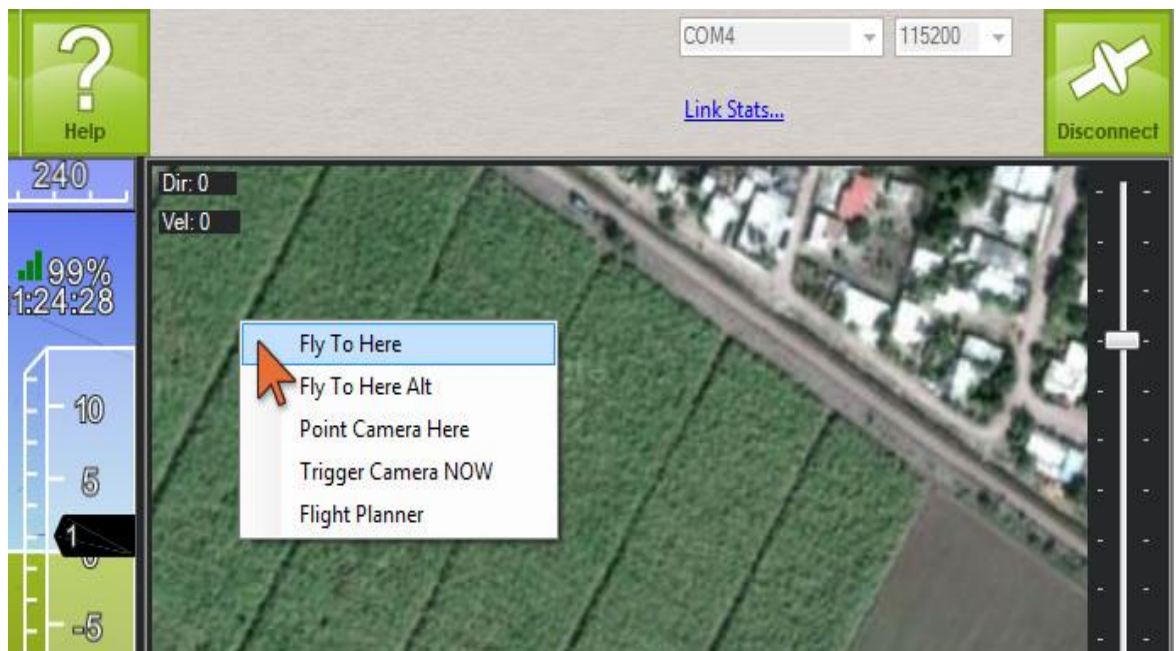 COM4
115200
Help
Link Stats...
Disconnect
240
Dir: 0
Vel: 0
99%
1:24:28
Fly To Here
Fly To Here Alt
Point Camera Here
Trigger Camera NOW
Flight Planner
10
5
1
0
-5